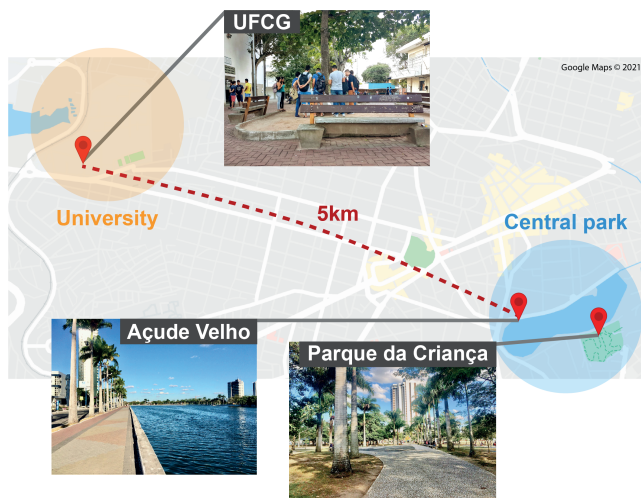 UFCG
Google Maps © 2021
University
5km
Central park
Açude Velho
Parque da Criança